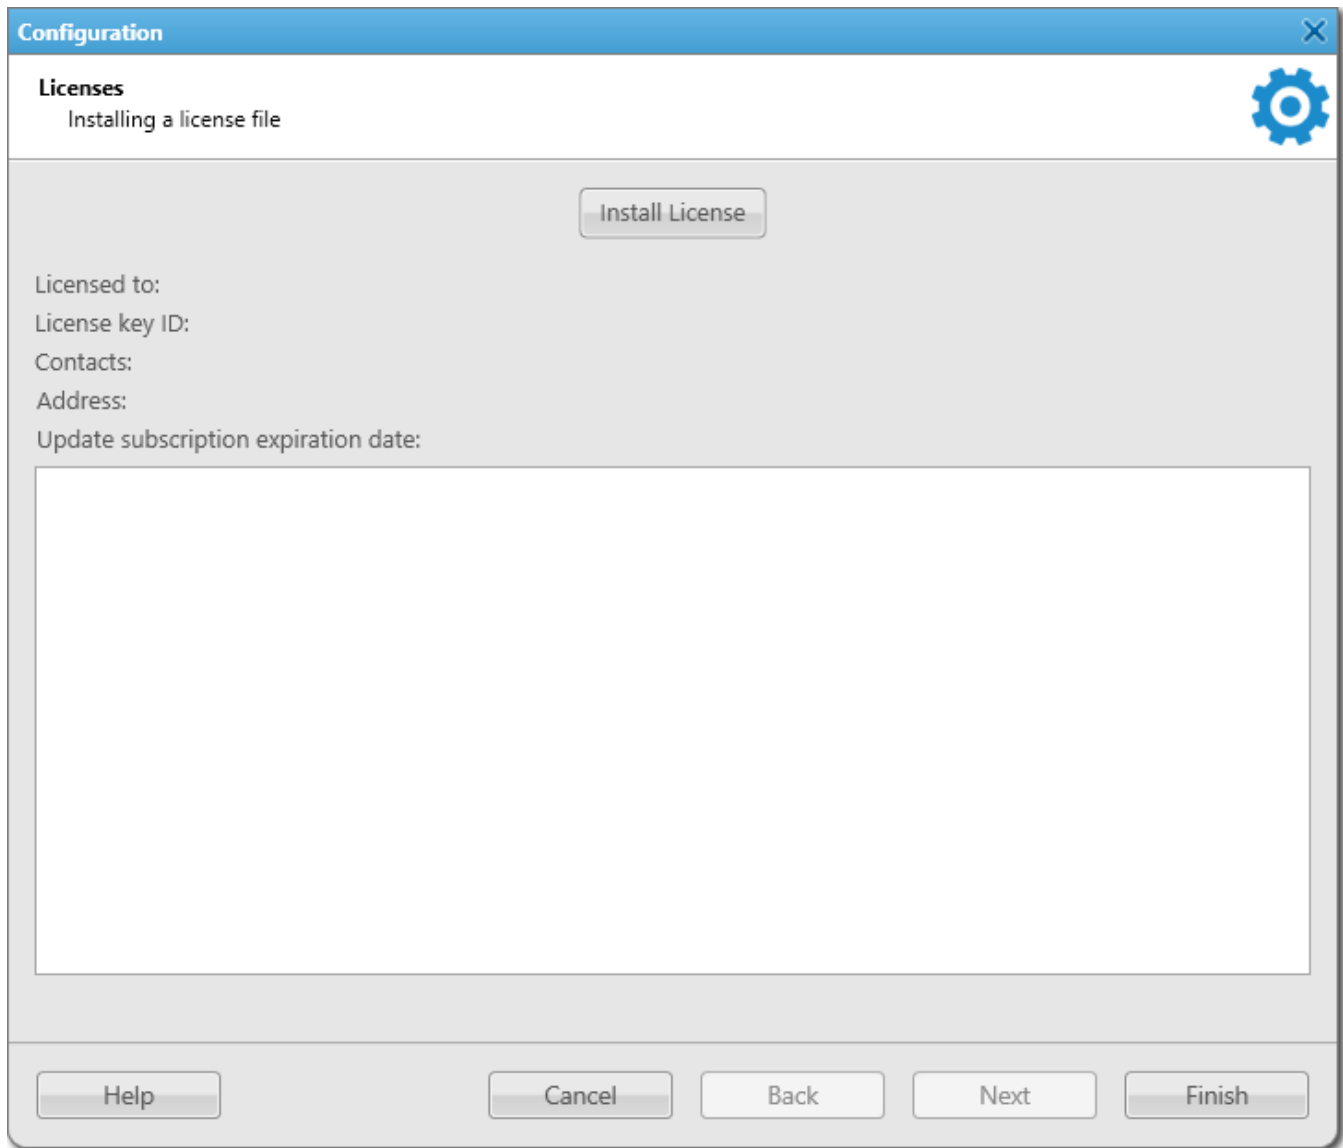 Configuration
Licenses
Installing a license file
Install License
Licensed to:
License key ID:
Contacts:
Address:
Update subscription expiration date:
Help
Cancel
Back
Next
Finish